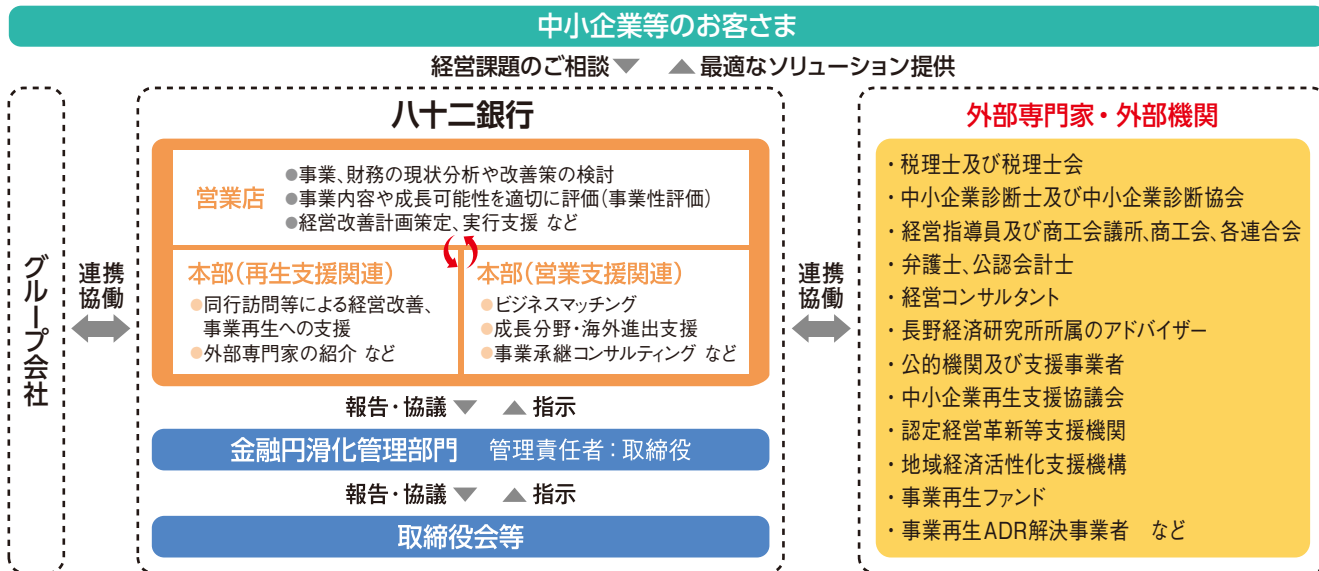 中小企業等のお客さま
経営課題のご相談▼ ▲最適なソリューション提供
グループ会社
連携
協働
八十二銀行
営業店
●事業、財務の現状分析や改善策の検討
●事業内容や成長可能性を適切に評価(事業性評価)
●経営改善計画策定、実行支援 など
本部(再生支援関連)
●同行訪問等による経営改善、
事業再生への支援
●外部専門家の紹介 など
本部(営業支援関連)
●ビジネスマッチング
●成長分野・海外進出支援
●事業承継コンサルティング など
報告・協議▼ ▲指示
金融円滑化管理部門 管理責任者:取締役
報告・協議▼ ▲指示
取締役会等
連携
協働
外部専門家・外部機関
・税理士及び税理士会
・中小企業診断士及び中小企業診断協会
・経営指導員及び商工会議所、商工会、各連合会
・弁護士、公認会計士
・経営コンサルタント
・長野経済研究所所属のアドバイザー
・公的機関及び支援事業者
・中小企業再生支援協議会
・認定経営革新等支援機関
・地域経済活性化支援機構
・事業再生ファンド
・事業再生ADR解決事業者 など